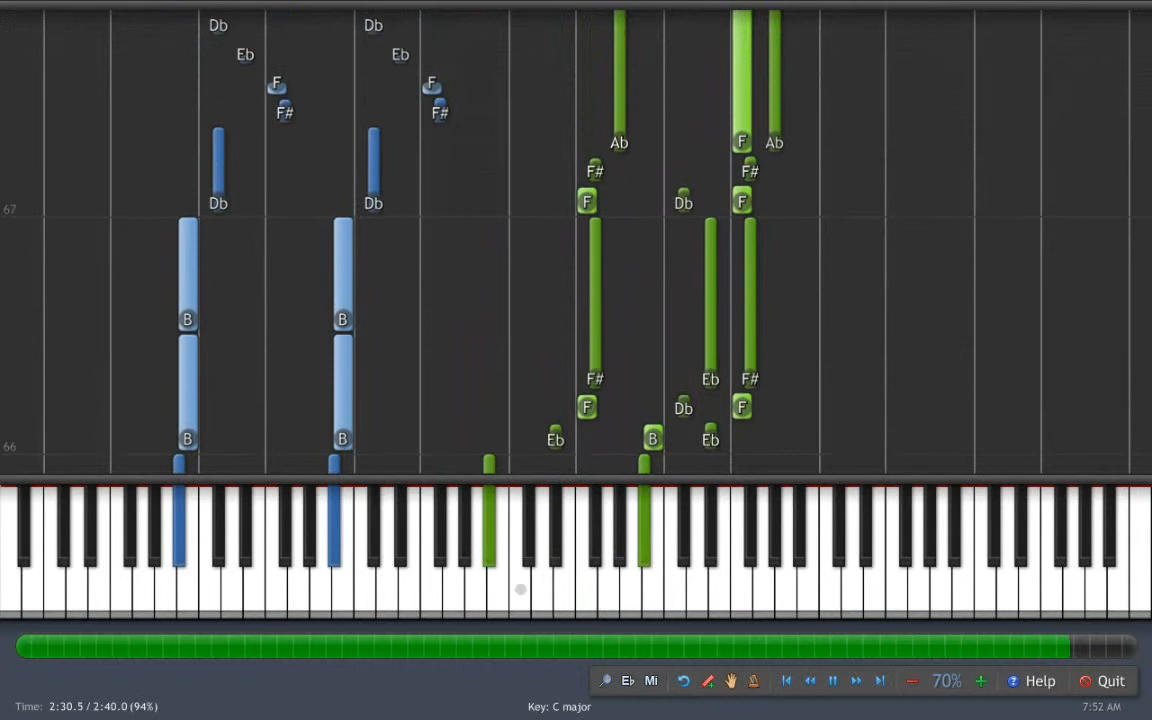 Db Db
Eb Eb
F F
F# F#
F Ab
Ab
F# F#
Db Db F Db F
67
B B
F# Eb F#
F Db F
B B Eb B Eb
66
Eb Mi 70% Help Quit
Time: 2:30.5 / 2:40.0 (94%) Key: C major 7:52 AM